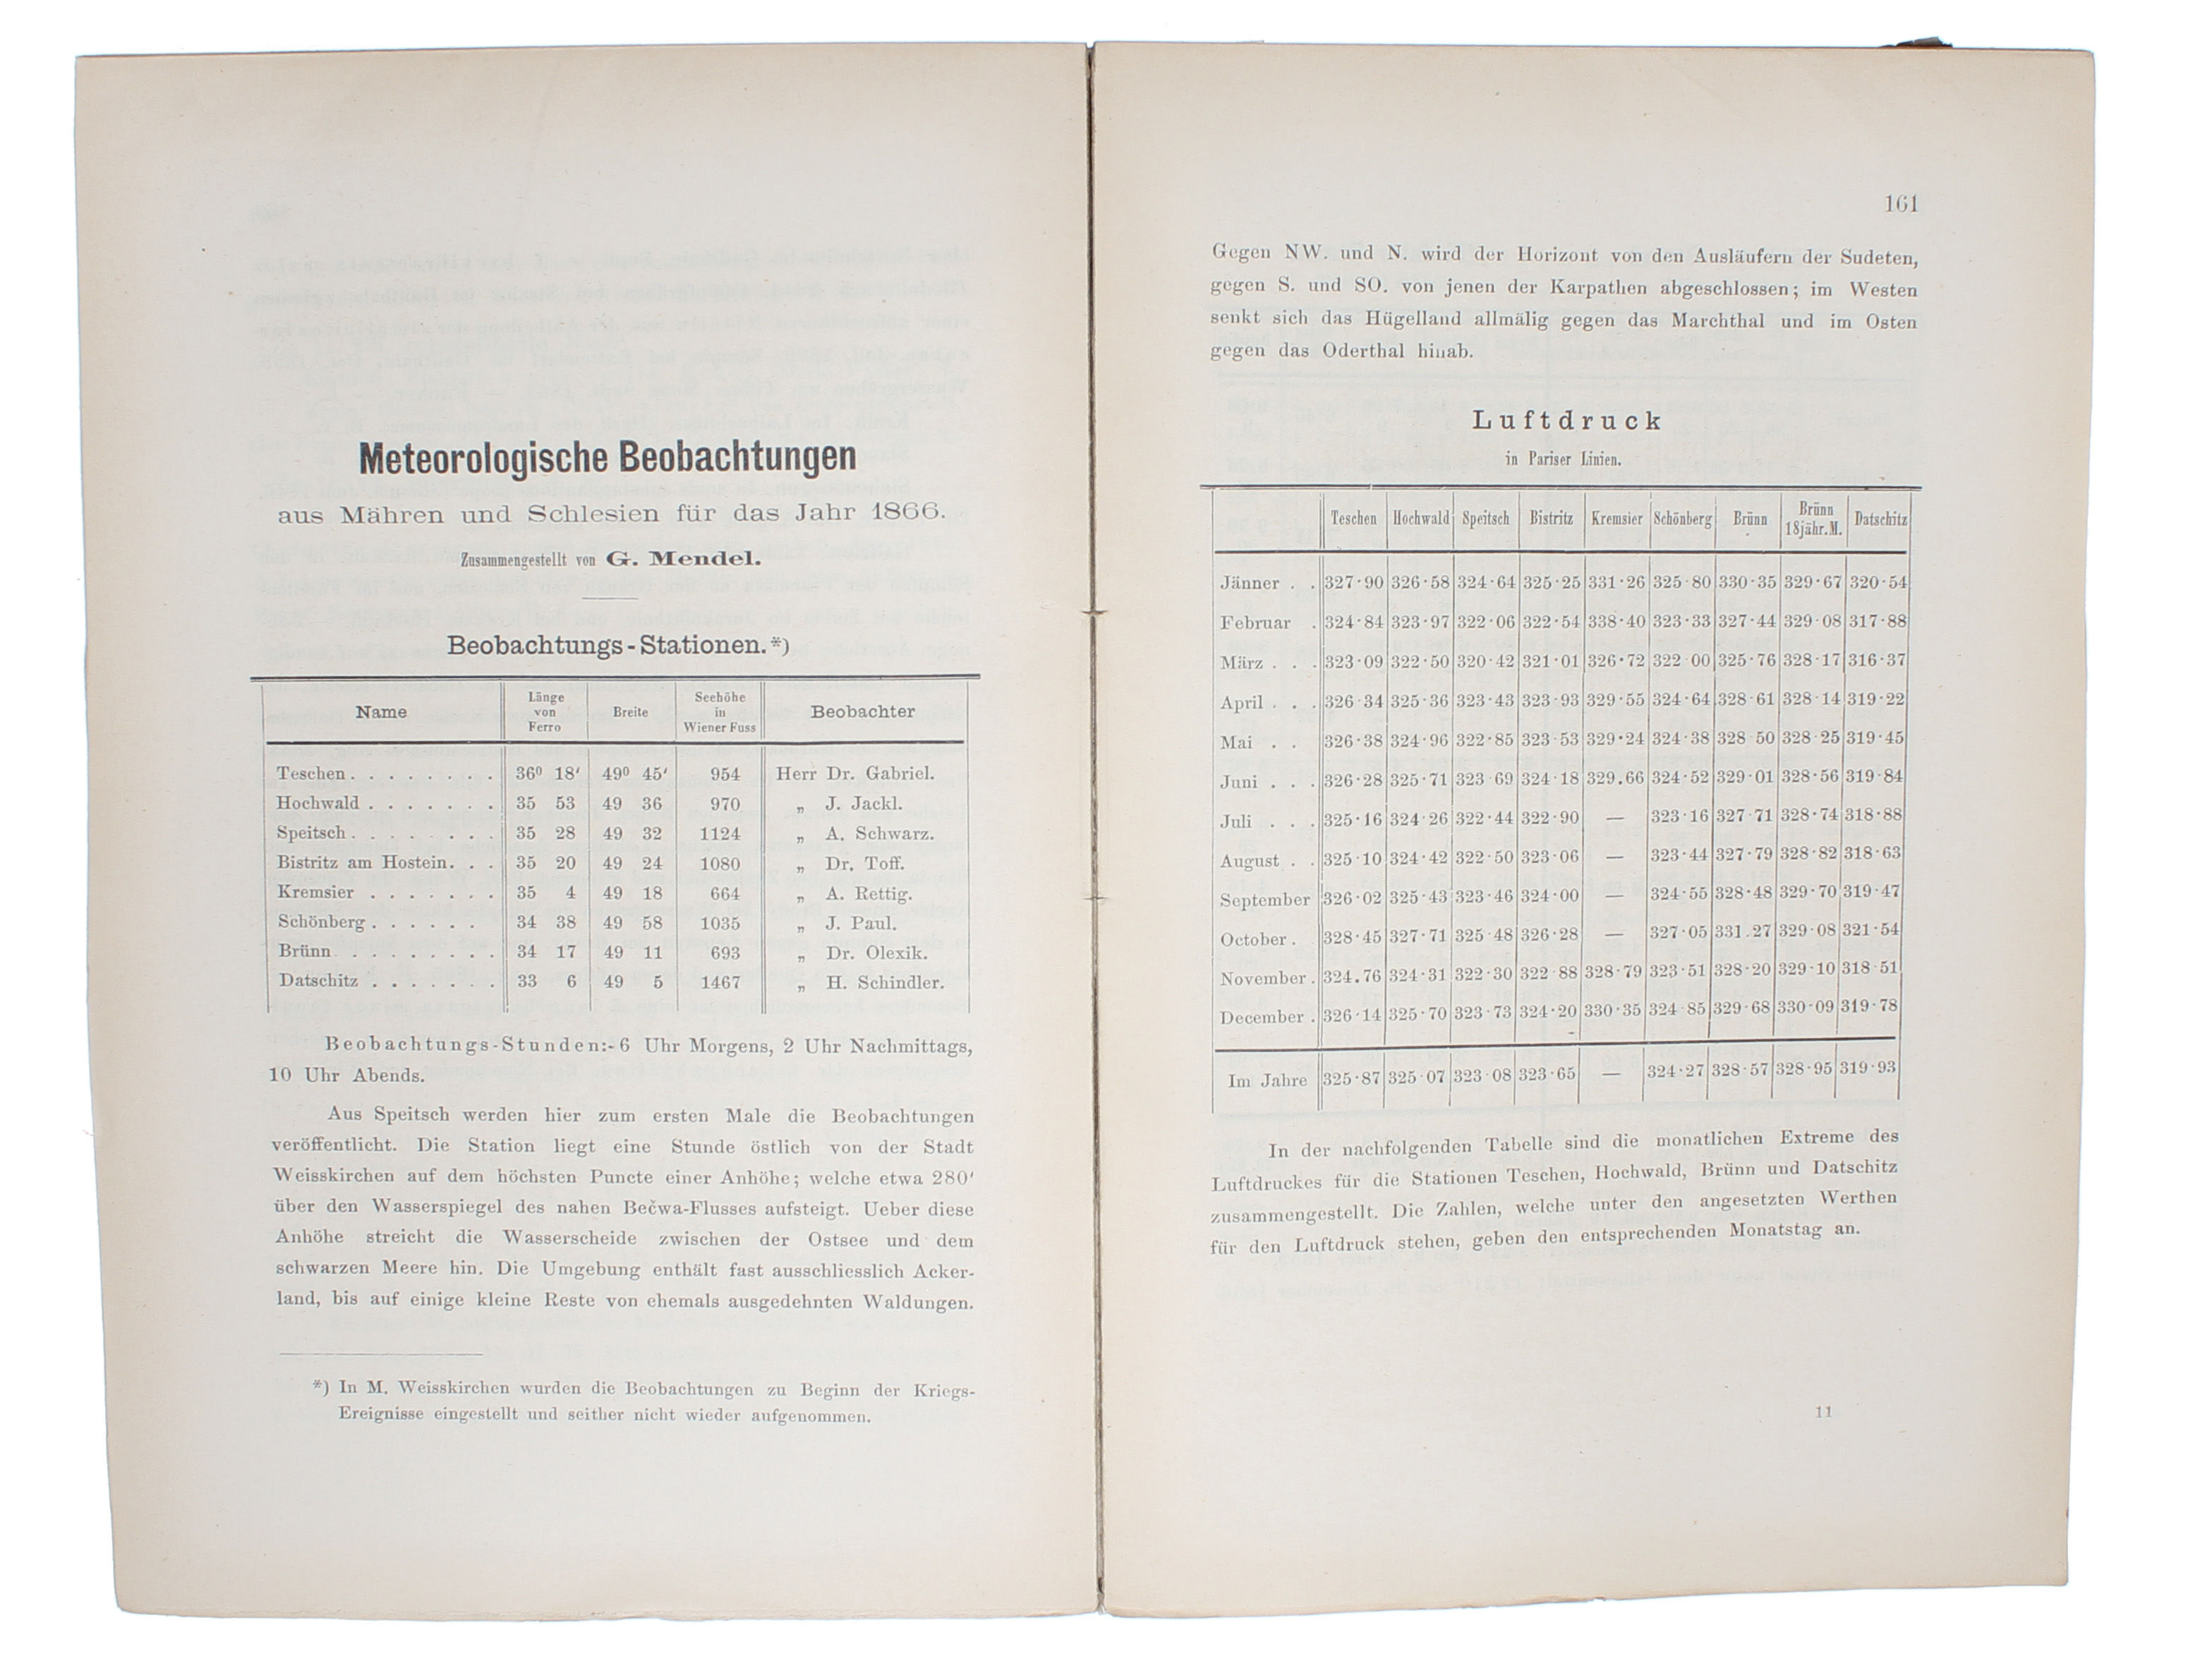 Meteorologische Beobachtungen
aus Mähren und Schlesien für das Jahr 1866.
Zusammengestellt von G. Mendel.
Beobachtungs-Stationen.*)
Name Länge von Ferro Breite Seehöhe in Wiener Fuss Beobachter
Teschen. . . . . . . . 36⁰ 18' 49⁰ 45' 954 Herr Dr. Gabriel.
Hochwald . . . . . . . 35 53 49 36 970 „ J. Jackl.
Speitsch. . . . . . . . 35 28 49 32 1124 „ A. Schwarz.
Bistritz am Hostein. . . 35 20 49 24 1080 „ Dr. Toff.
Kremsier . . . . . . . 35 4 49 18 664 „ A. Rettig.
Schönberg . . . . . . 34 38 49 58 1035 „ J. Paul.
Brünn . . . . . . . . 34 17 49 11 693 „ Dr. Olexik.
Datschitz . . . . . . . 33 6 49 5 1467 „ H. Schindler.
Beobachtungs-Stunden:- 6 Uhr Morgens, 2 Uhr Nachmittags,
10 Uhr Abends.
Aus Speitsch werden hier zum ersten Male die Beobachtungen
veröffentlicht. Die Station liegt eine Stunde östlich von der Stadt
Weisskirchen auf dem höchsten Puncte einer Anhöhe; welche etwa 280'
über den Wasserspiegel des nahen Bečwa-Flusses aufsteigt. Ueber diese
Anhöhe streicht die Wasserscheide zwischen der Ostsee und dem
schwarzen Meere hin. Die Umgebung enthält fast ausschliesslich Acker-
land, bis auf einige kleine Reste von ehemals ausgedehnten Waldungen.
*) In M. Weisskirchen wurden die Beobachtungen zu Beginn der Kriegs-
Ereignisse eingestellt und seither nicht wieder aufgenommen.
161
Gegen NW. und N. wird der Horizont von den Ausläufern der Sudeten,
gegen S. und SO. von jenen der Karpathen abgeschlossen; im Westen
senkt sich das Hügelland allmälig gegen das Marchthal und im Osten
gegen das Oderthal hinab.
Luftdruck
in Pariser Linien.
Teschen Hochwald Speitsch Bistritz Kremsier Schönberg Brünn Brünn 18jähr.M. Datschitz
Jänner . . 327·90 326·58 324·64 325·25 331·26 325·80 330·35 329·67 320·54
Februar . 324·84 323·97 322·06 322·54 338·40 323·33 327·44 329·08 317·88
März . . . 323·09 322·50 320·42 321·01 326·72 322 00 325·76 328·17 316·37
April . . . 326·34 325·36 323·43 323·93 329·55 324·64 328·61 328·14 319·22
Mai . . 326·38 324·96 322·85 323·53 329·24 324·38 328 50 328·25 319·45
Juni . . . 326·28 325·71 323 69 324·18 329.66 324·52 329·01 328·56 319·84
Juli . . . 325·16 324·26 322·44 322·90 — 323·16 327·71 328·74 318·88
August . . 325·10 324·42 322·50 323·06 — 323·44 327·79 328·82 318·63
September 326·02 325·43 323·46 324·00 — 324·55 328·48 329·70 319·47
October . 328·45 327·71 325·48 326·28 — 327·05 331.27 329·08 321·54
November . 324.76 324·31 322·30 322·88 328·79 323·51 328·20 329·10 318·51
December . 326·14 325·70 323·73 324·20 330·35 324·85 329·68 330·09 319·78
Im Jahre 325·87 325·07 323·08 323·65 — 324·27 328·57 328·95 319·93
In der nachfolgenden Tabelle sind die monatlichen Extreme des
Luftdruckes für die Stationen Teschen, Hochwald, Brünn und Datschitz
zusammengestellt. Die Zahlen, welche unter den angesetzten Werthen
für den Luftdruck stehen, geben den entsprechenden Monatstag an.
11